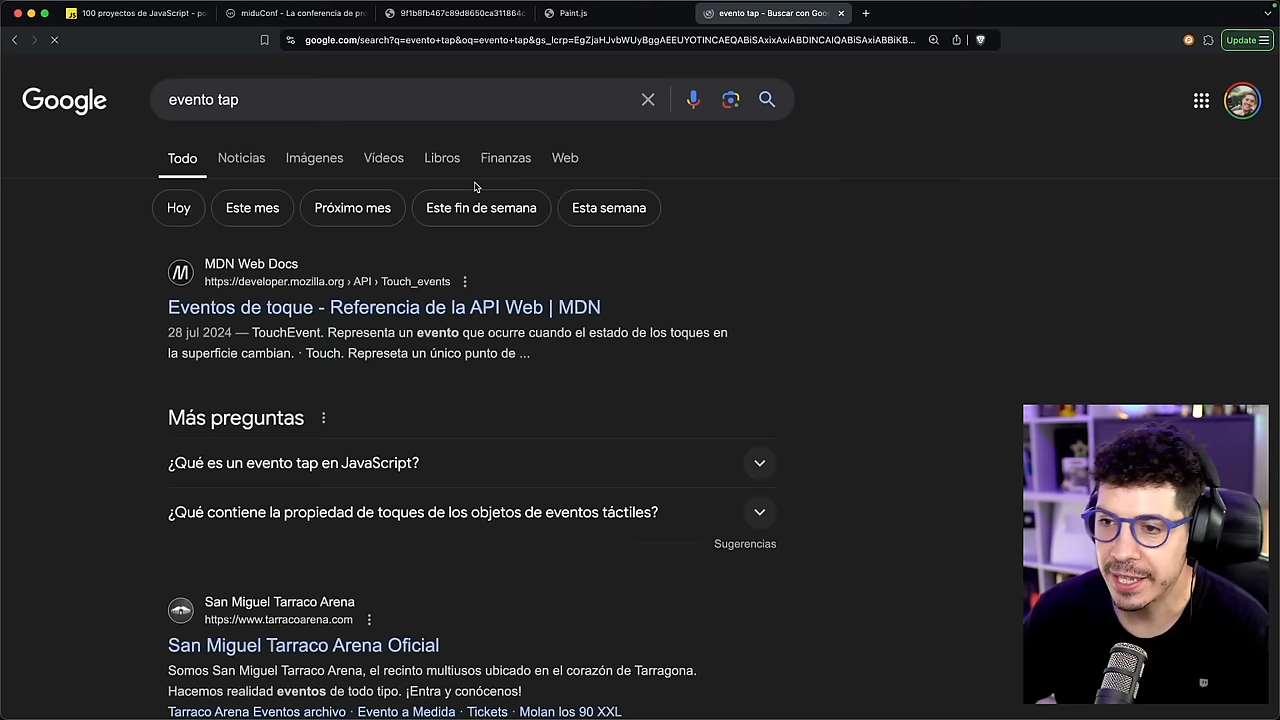 100 proyectos de JavaScript - po
miduConf - La conferencia de pr
9f1b8fb467c89d8650ca311864c
Paint.js
evento tap - Buscar con Goo
google.com/search?q=evento+tap&oq=evento+tap&gs_lcrp=EgZjaHJvbWUyBggAEEUYOTINCAEQABiSAxixAxiABDINCAIQABiSAxiABBiKB...
Update
Google
evento tap
Todo
Noticias
Imágenes
Vídeos
Libros
Finanzas
Web
Hoy
Este mes
Próximo mes
Este fin de semana
Esta semana
MDN Web Docs
https://developer.mozilla.org › API › Touch_events
Eventos de toque - Referencia de la API Web | MDN
28 jul 2024 — TouchEvent. Representa un evento que ocurre cuando el estado de los toques en
la superficie cambian. · Touch. Represeta un único punto de ...
Más preguntas
¿Qué es un evento tap en JavaScript?
¿Qué contiene la propiedad de toques de los objetos de eventos táctiles?
Sugerencias
San Miguel Tarraco Arena
https://www.tarracoarena.com
San Miguel Tarraco Arena Oficial
Somos San Miguel Tarraco Arena, el recinto multiusos ubicado en el corazón de Tarragona.
Hacemos realidad eventos de todo tipo. ¡Entra y conócenos!
Tarraco Arena Eventos archivo · Evento a Medida · Tickets · Molan los 90 XXL